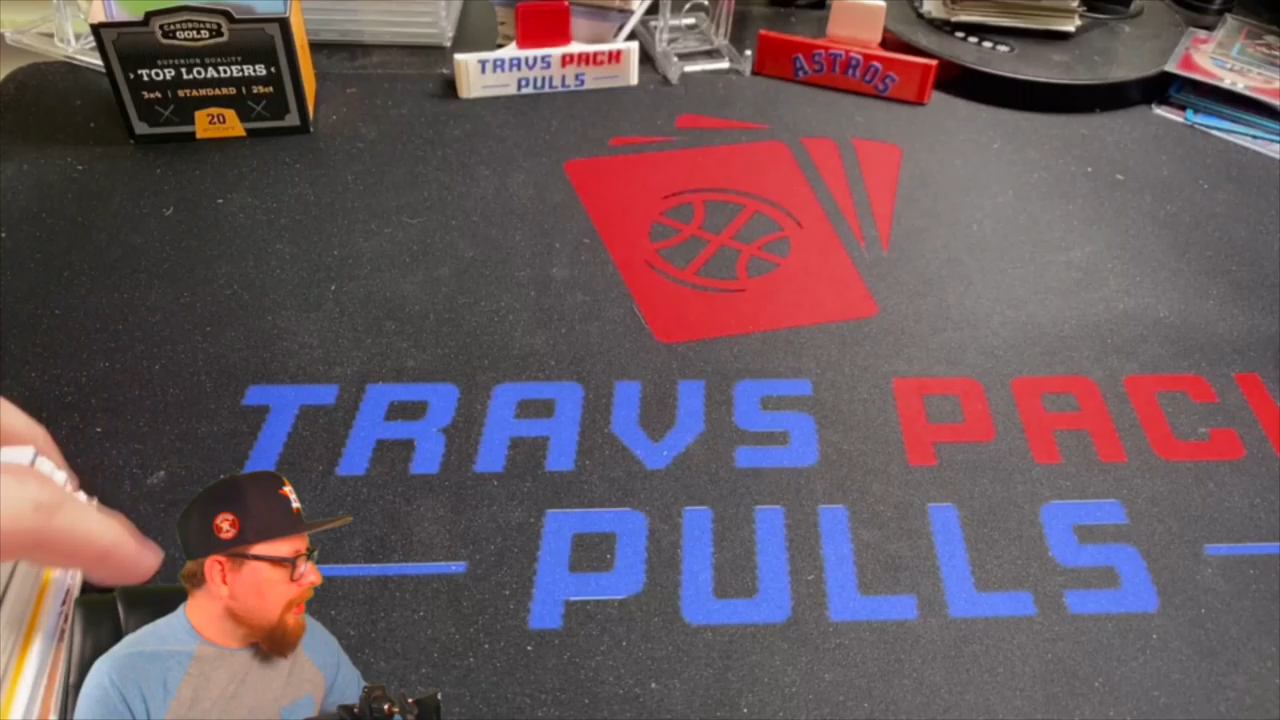 CARDBOARD
GOLD
SUPERIOR QUALITY
TOP LOADERS
3x4 | STANDARD | 25ct
20
TRAVS PACK
PULLS
ASTROS
TRAVS PAC
PULLS